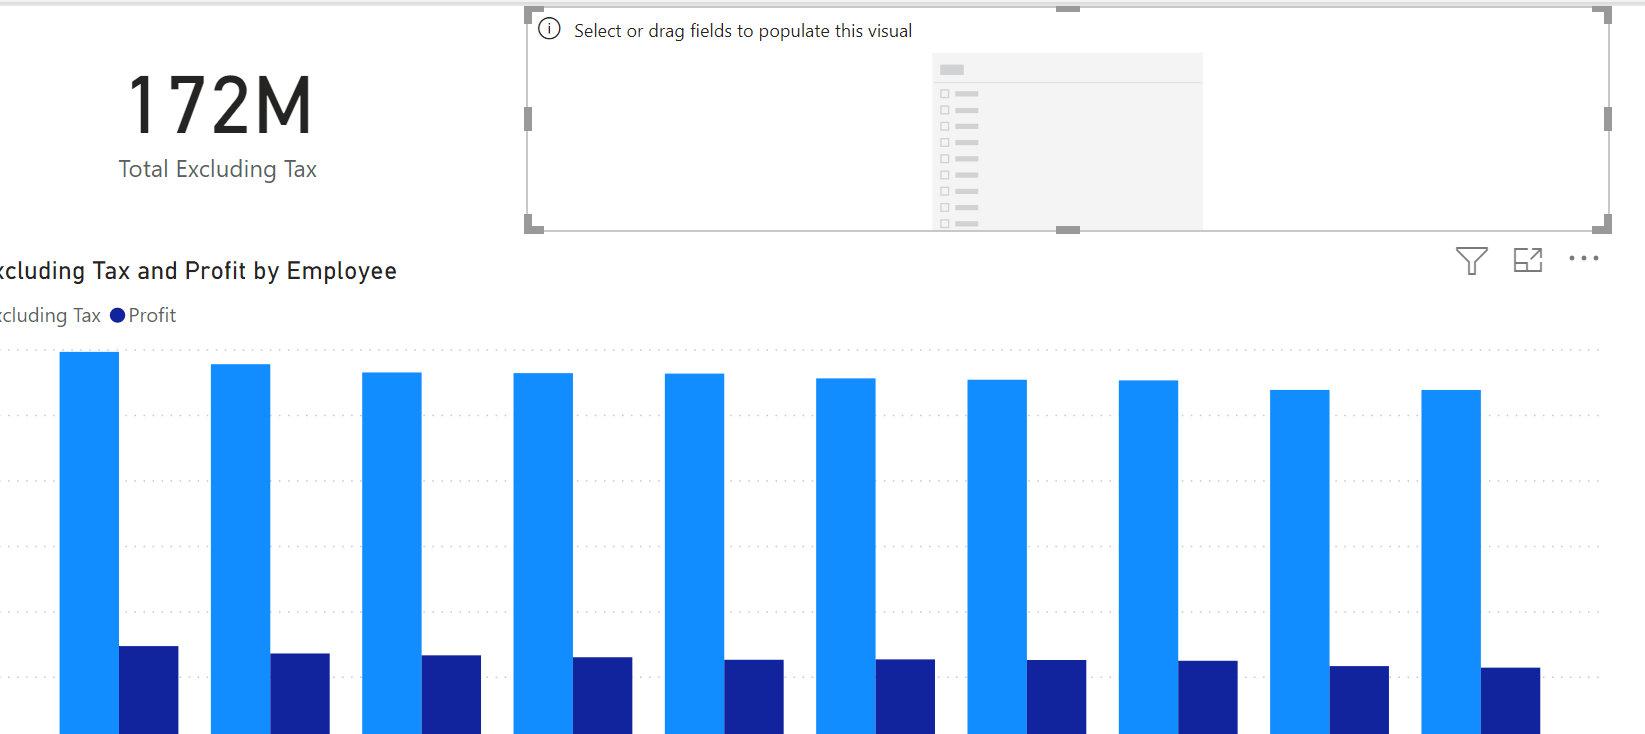 Select or drag fields to populate this visual
172M
Total Excluding Tax
xcluding Tax and Profit by Employee
xcluding Tax Profit